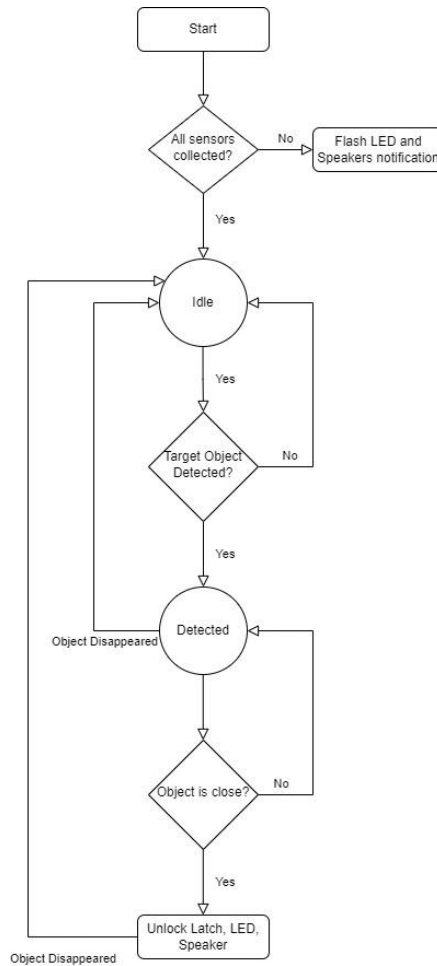 Start
All sensors
collected?
No
Flash LED and
Speakers notification
Yes
Idle
Yes
Target Object
Detected?
No
Yes
Detected
Object Disappeared
Object is close?
No
Yes
Unlock Latch, LED,
Speaker
Object Disappeared